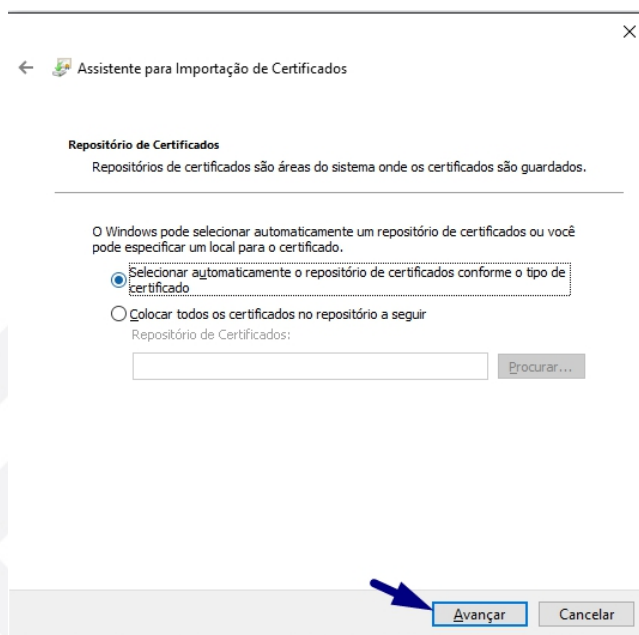 Assistente para Importação de Certificados
Repositório de Certificados
Repositórios de certificados são áreas do sistema onde os certificados são guardados.
O Windows pode selecionar automaticamente um repositório de certificados ou você
pode especificar um local para o certificado.
Selecionar automaticamente o repositório de certificados conforme o tipo de
certificado
Colocar todos os certificados no repositório a seguir
Repositório de Certificados:
Procurar...
Avançar
Cancelar